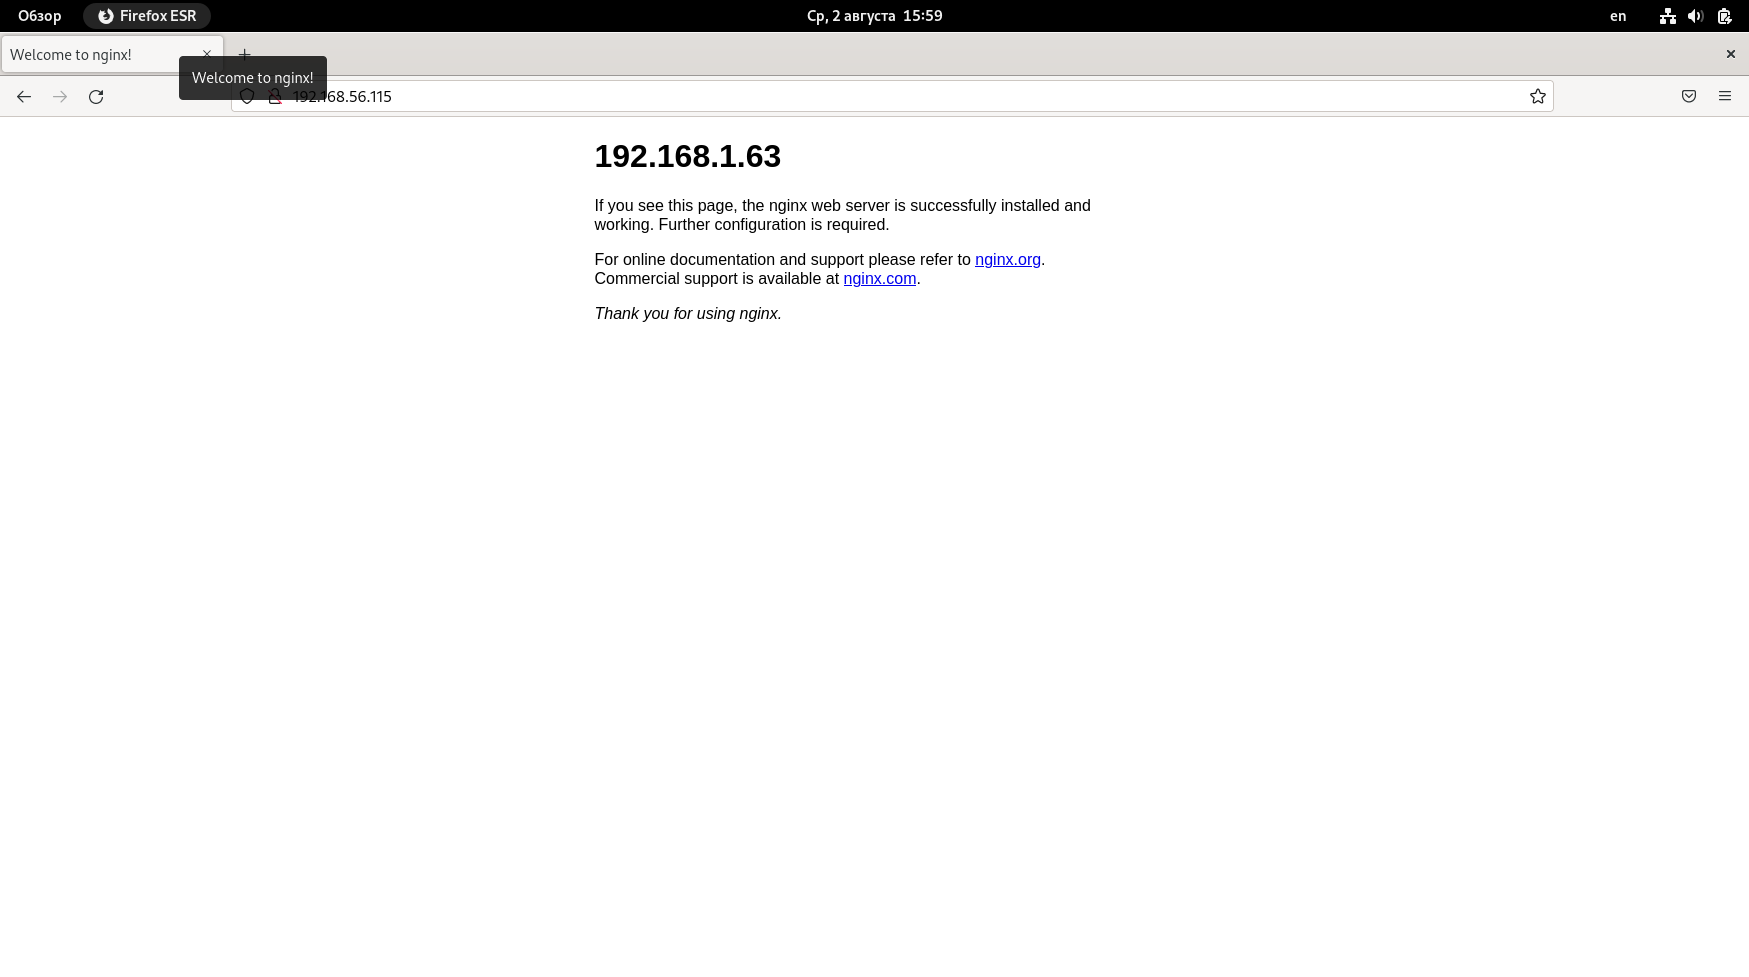 Обзор Firefox ESR Ср, 2 августа 15:59 en
Welcome to nginx!
Welcome to nginx!
192.168.56.115
192.168.1.63
If you see this page, the nginx web server is successfully installed and
working. Further configuration is required.
For online documentation and support please refer to nginx.org.
Commercial support is available at nginx.com.
Thank you for using nginx.